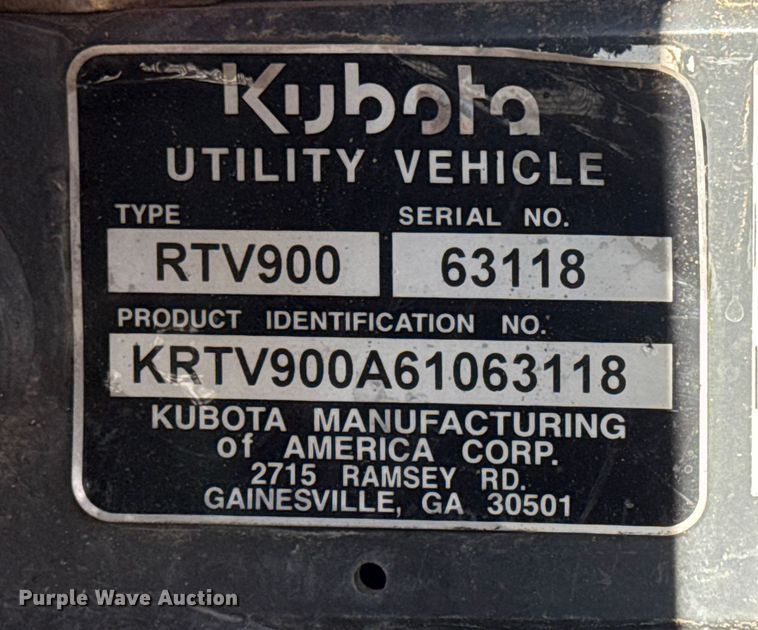 Kubota
UTILITY VEHICLE
TYPE SERIAL NO.
RTV900 63118
PRODUCT IDENTIFICATION NO.
KRTV900A61063118
KUBOTA MANUFACTURING
of AMERICA CORP.
2715 RAMSEY RD.
GAINESVILLE, GA 30501
Purple Wave Auction